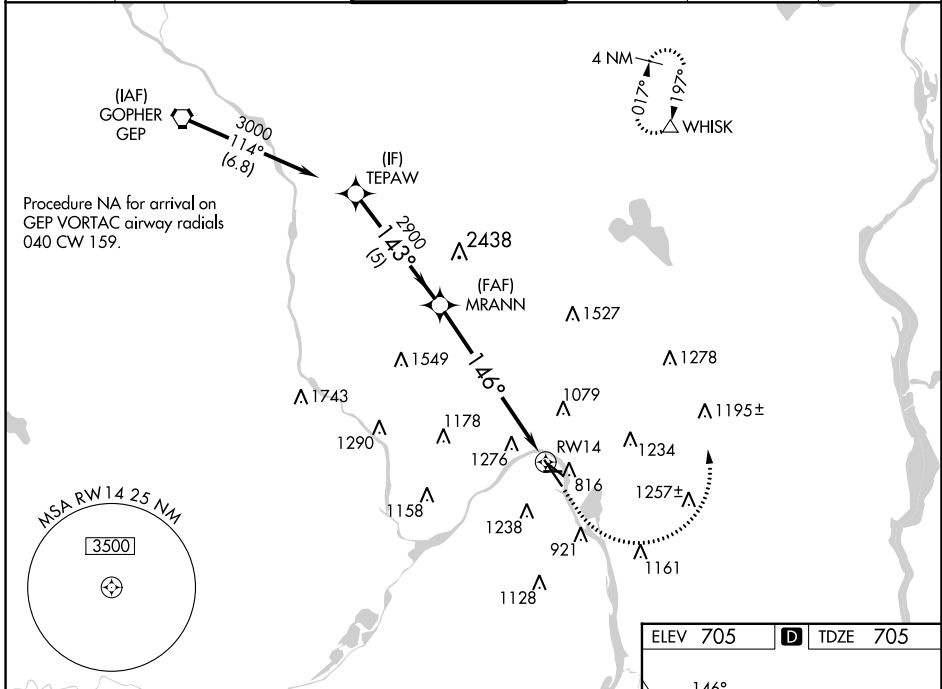 4 NM
017°
197°
WHISK
(IAF)
GOPHER
GEP
3000
114°
(6.8)
(IF)
TEPAW
Procedure NA for arrival on
GEP VORTAC airway radials
040 CW 159.
2900
143°
(5)
2438
(FAF)
MRANN
1527
1549
146°
1278
1743
1079
1195±
1290
1178
1276
RW14
1234
816
1158
1257±
1238
921
1161
1128
MSA RW14 25 NM
3500
ELEV 705 D TDZE 705
146°